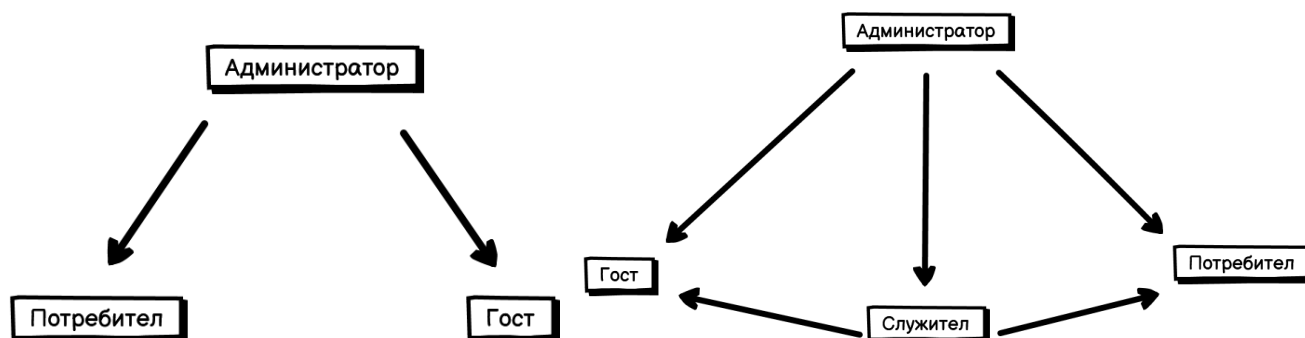 Администратор
Потребител
Гост
Администратор
Гост
Служител
Потребител